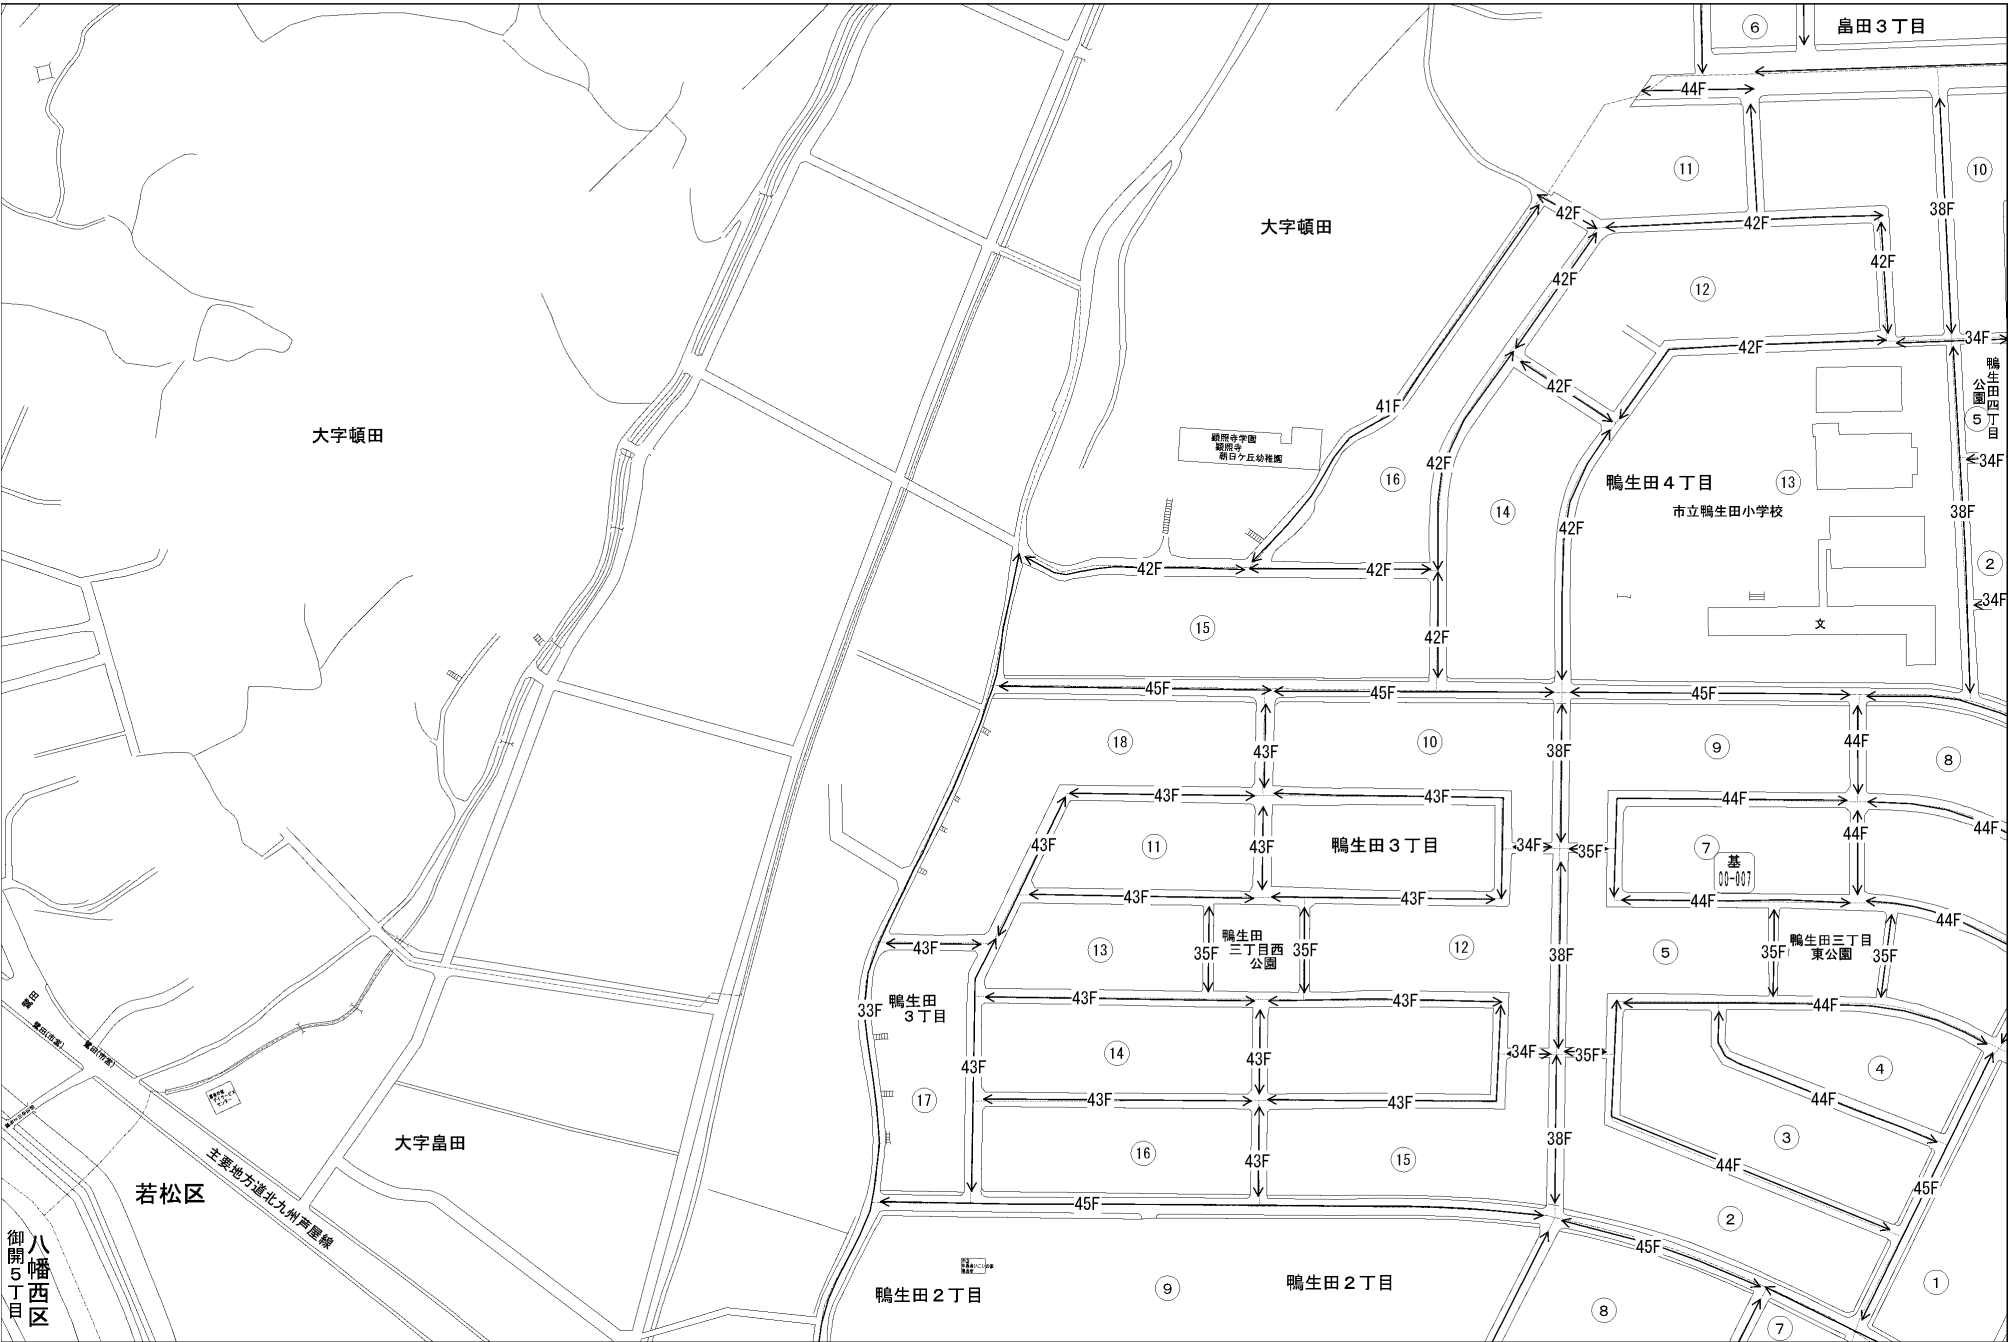 ⑥
畠田３丁目
44F
⑪
⑩
大字頓田
42F
42F
38F
42F
42F
⑫
34F
42F
42F
鴨生田四丁目
公園
⑤
41F
大字頓田
顕照寺学園
顕照寺
朝日ケ丘幼稚園
34F
42F
⑯
鴨生田４丁目
⑬
⑭
市立鴨生田小学校
38F
42F
42F
42F
②
34F
⑮
42F
文
45F
45F
45F
⑱
43F
⑩
38F
⑨
44F
⑧
43F
43F
44F
44F
43F
⑪
43F
鴨生田３丁目
34F
35F
⑦
基
00-007
44F
43F
43F
44F
44F
43F
⑬
35F
鴨生田
三丁目西
公園
35F
⑫
38F
⑤
35F
鴨生田三丁目
東公園
35F
33F
鴨生田
３丁目
43F
43F
44F
43F
⑭
43F
34F
35F
④
⑰
43F
43F
44F
大字畠田
⑯
43F
⑮
38F
③
44F
若松区
主要地方道北九州芦屋線
45F
45F
②
45F
八幡西区
御開５丁目
鴨生田２丁目
⑨
鴨生田２丁目
⑧
①
⑦